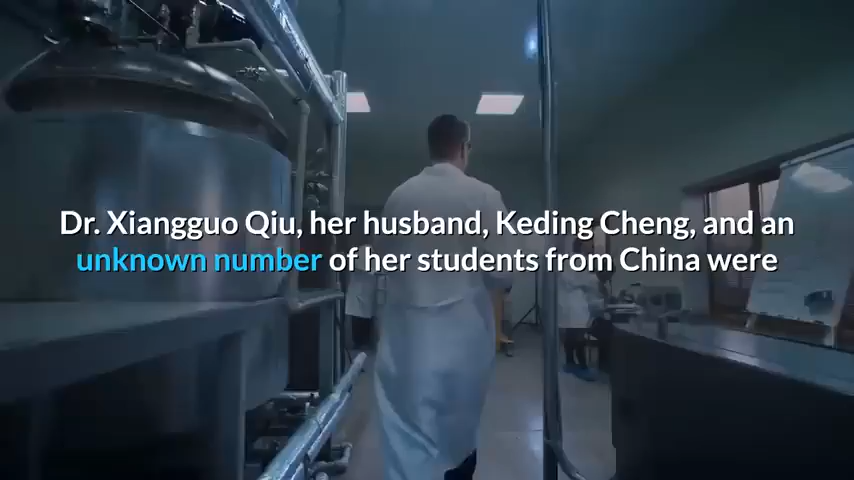 Dr. Xiangguo Qiu, her husband, Keding Cheng, and an
unknown number of her students from China were